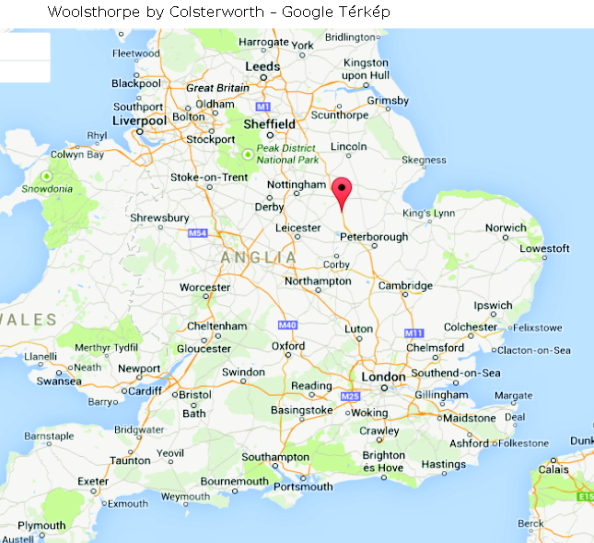 Woolsthorpe by Colsterworth – Google Térkép
Harrogate York Bridlington
Fleetwood
Leeds Kingston upon Hull
Blackpool Great Britain
Southport Oldham M1 Grimsby
Liverpool Bolton Scunthorpe
Sheffield
Rhyl Stockport
Colwyn Bay Peak District National Park Lincoln
Skegness
Snowdonia Stoke-on-Trent Nottingham
Derby
Shrewsbury King's Lynn
M54 Leicester Peterborough Norwich
Lowestoft
ANGLIA Corby
Worcester Northampton Cambridge
Ipswich
WALES Cheltenham M40 Luton M11 Colchester Felixstowe
Merthyr Tydfil Gloucester Oxford Chelmsford Clacton-on-Sea
Llanelli Neath Newport Swindon London Southend-on-Sea
Swansea Cardiff Bristol Reading M25 Gillingham Margate
Barry Bath Basingstoke Woking Maidstone Deal
Barnstaple Bridgwater Crawley Ashford Folkestone Dunk
Taunton Yeovil Southampton Brighton és Hove Hastings Calais
Exeter Bournemouth Portsmouth
Exmouth Weymouth E15
Plymouth Berck
Austell